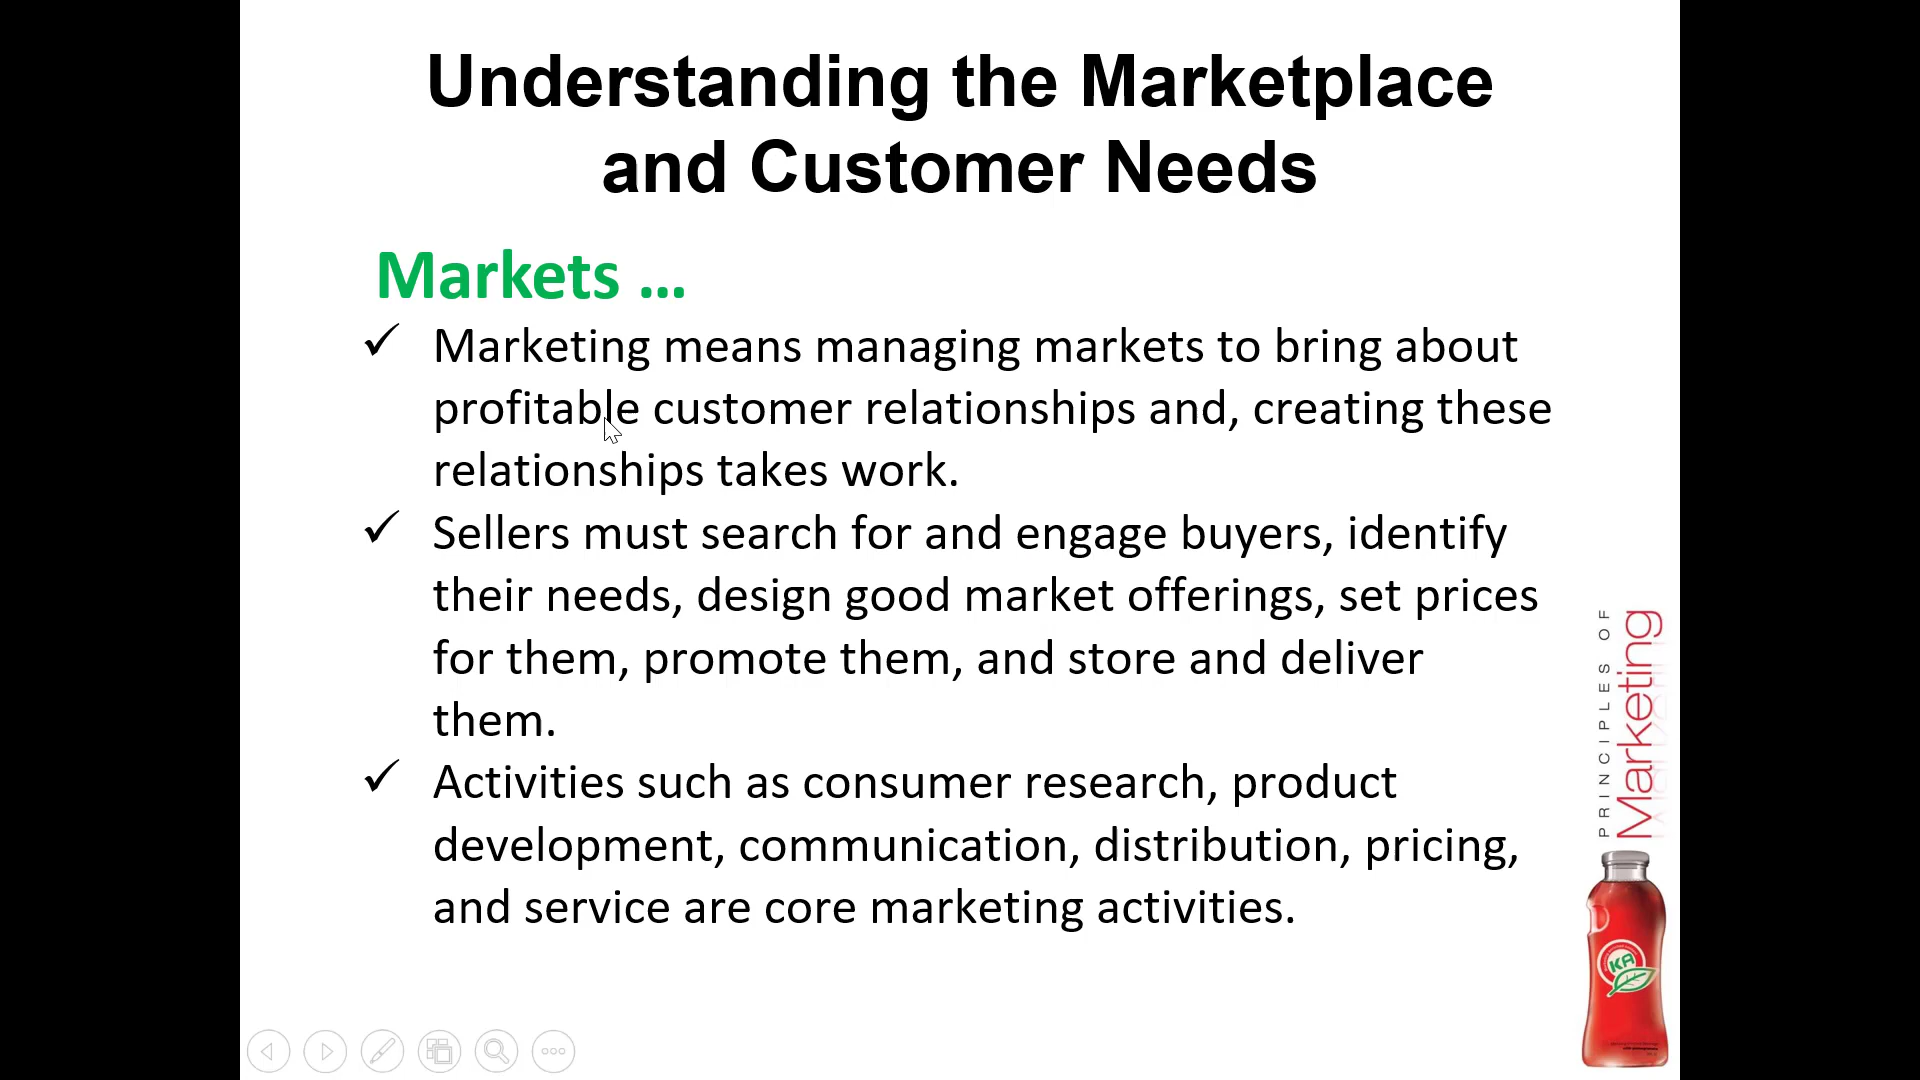 Understanding the Marketplace
and Customer Needs
Markets ...
✓ Marketing means managing markets to bring about
profitable customer relationships and, creating these
relationships takes work.
✓ Sellers must search for and engage buyers, identify
their needs, design good market offerings, set prices
for them, promote them, and store and deliver
them.
✓ Activities such as consumer research, product
development, communication, distribution, pricing,
and service are core marketing activities.
PRINCIPLES OF
Marketing
KA